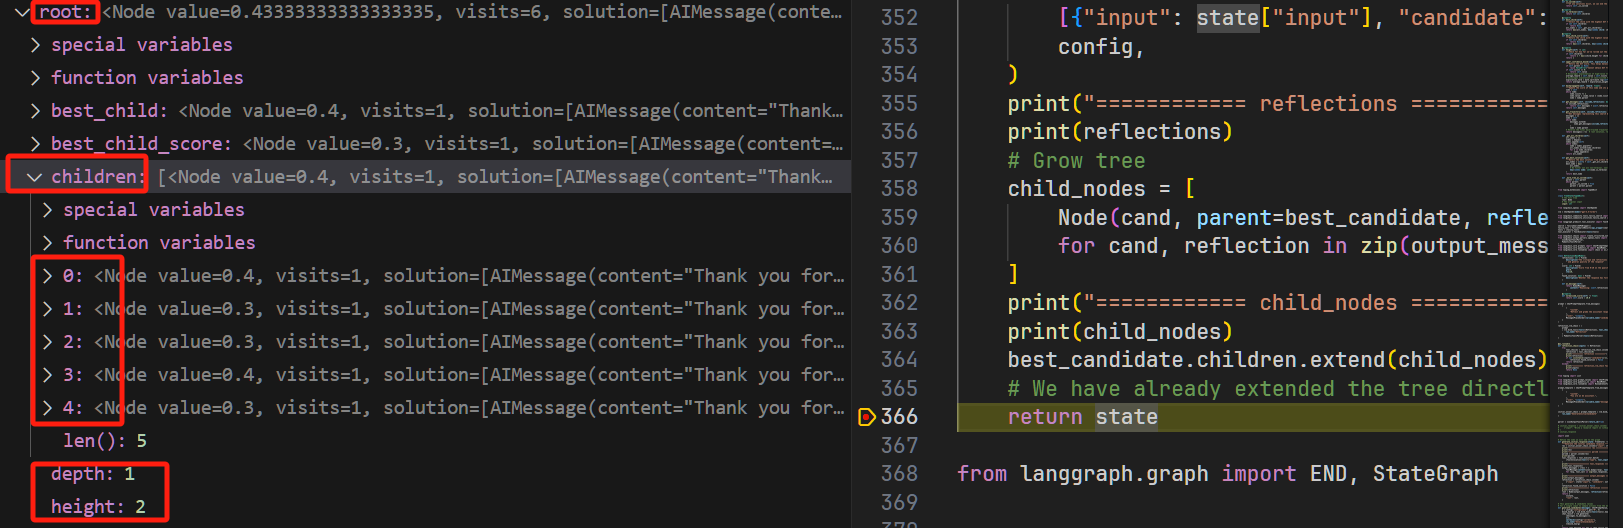 root: <Node value=0.43333333333333335, visits=6, solution=[AIMessage(conte…
special variables
function variables
best_child: <Node value=0.4, visits=1, solution=[AIMessage(content="Thank…
best_child_score: <Node value=0.3, visits=1, solution=[AIMessage(content=…
children: [<Node value=0.4, visits=1, solution=[AIMessage(content="Thank…
special variables
function variables
0: <Node value=0.4, visits=1, solution=[AIMessage(content="Thank you for…
1: <Node value=0.3, visits=1, solution=[AIMessage(content="Thank you for…
2: <Node value=0.3, visits=1, solution=[AIMessage(content="Thank you for…
3: <Node value=0.4, visits=1, solution=[AIMessage(content="Thank you for…
4: <Node value=0.3, visits=1, solution=[AIMessage(content="Thank you for…
len(): 5
depth: 1
height: 2
352 [{"input": state["input"], "candidate":
353 config,
354 )
355 print("============ reflections ============
356 print(reflections)
357 # Grow tree
358 child_nodes = [
359 Node(cand, parent=best_candidate, refle
360 for cand, reflection in zip(output_mess
361 ]
362 print("============ child_nodes ============
363 print(child_nodes)
364 best_candidate.children.extend(child_nodes)
365 # We have already extended the tree directl
366 return state
367
368 from langgraph.graph import END, StateGraph
369